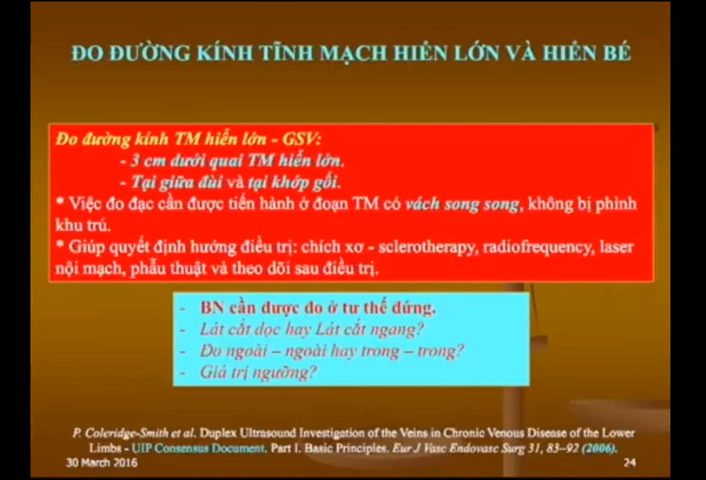 ĐO ĐƯỜNG KÍNH TĨNH MẠCH HIỂN LỚN VÀ HIỂN BÉ
Đo đường kính TM hiển lớn - GSV:
- 3 cm dưới quai TM hiển lớn.
- Tại giữa đùi và tại khớp gối.
* Việc đo đạc cần được tiến hành ở đoạn TM có vách song song, không bị phình
khu trú.
* Giúp quyết định hướng điều trị: chích xơ - sclerotherapy, radiofrequency, laser
nội mạch, phẫu thuật và theo dõi sau điều trị.
- BN cần được đo ở tư thế đứng.
- Lát cắt dọc hay Lát cắt ngang?
- Đo ngoài – ngoài hay trong – trong?
- Giá trị ngưỡng?
P. Coleridge-Smith et al. Duplex Ultrasound Investigation of the Veins in Chronic Venous Disease of the Lower
Limbs - UIP Consensus Document. Part I. Basic Principles. Eur J Vasc Endovasc Surg 31, 83–92 (2006).
30 March 2016
24